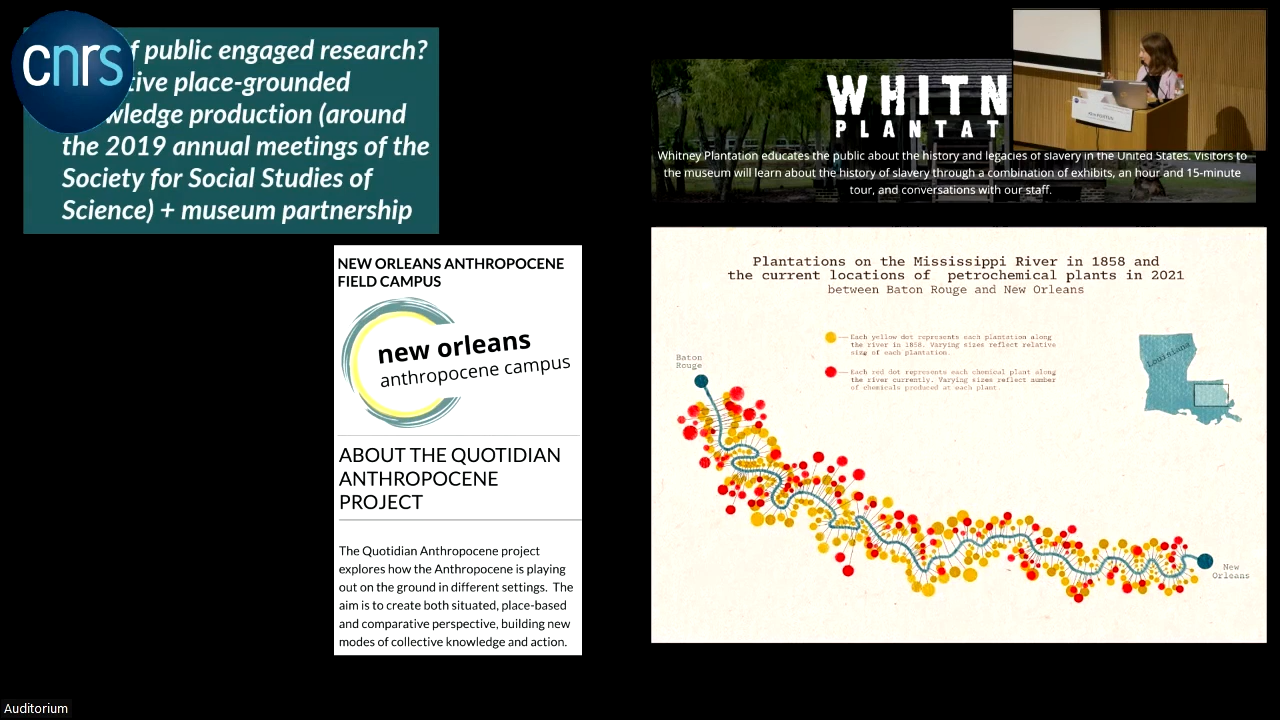 cnrs
f public engaged research?
tive place-grounded
wledge production (around
the 2019 annual meetings of the
Society for Social Studies of
Science) + museum partnership
WHITN
PLANTAT
Whitney Plantation educates the public about the history and legacies of slavery in the United States. Visitors to
the museum will learn about the history of slavery through a combination of exhibits, an hour and 15-minute
tour, and conversations with our staff.
NEW ORLEANS ANTHROPOCENE
FIELD CAMPUS
new orleans
anthropocene campus
ABOUT THE QUOTIDIAN
ANTHROPOCENE
PROJECT
The Quotidian Anthropocene project
explores how the Anthropocene is playing
out on the ground in different settings. The
aim is to create both situated, place-based
and comparative perspective, building new
modes of collective knowledge and action.
Plantations on the Mississippi River in 1858 and
the current locations of petrochemical plants in 2021
between Baton Rouge and New Orleans
Each yellow dot represents each plantation along
the river in 1858. Varying sizes reflect relative
size of each plantation.
Each red dot represents each chemical plant along
the river currently. Varying sizes reflect number
of chemicals produced at each plant.
Baton
Rouge
Louisiana
New
Orleans
Auditorium